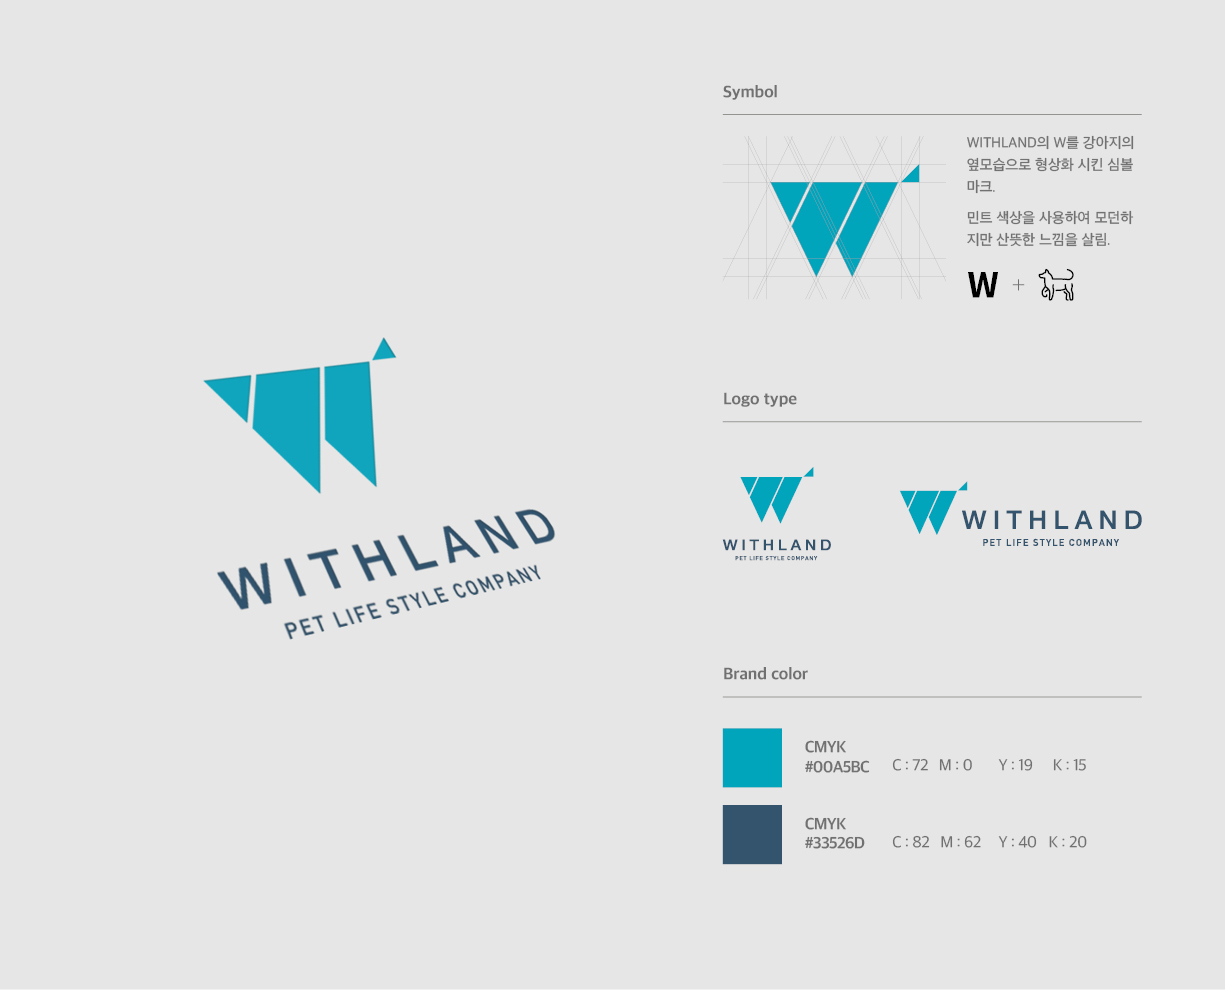 WITHLAND
PET LIFE STYLE COMPANY
Symbol
WITHLAND의 W를 강아지의
옆모습으로 형상화 시킨 심볼
마크.
민트 색상을 사용하여 모던하
지만 산뜻한 느낌을 살림.
W +
Logo type
WITHLAND
PET LIFE STYLE COMPANY
WITHLAND
PET LIFE STYLE COMPANY
Brand color
CMYK
#00A5BC C : 72 M : 0 Y : 19 K : 15
CMYK
#33526D C : 82 M : 62 Y : 40 K : 20